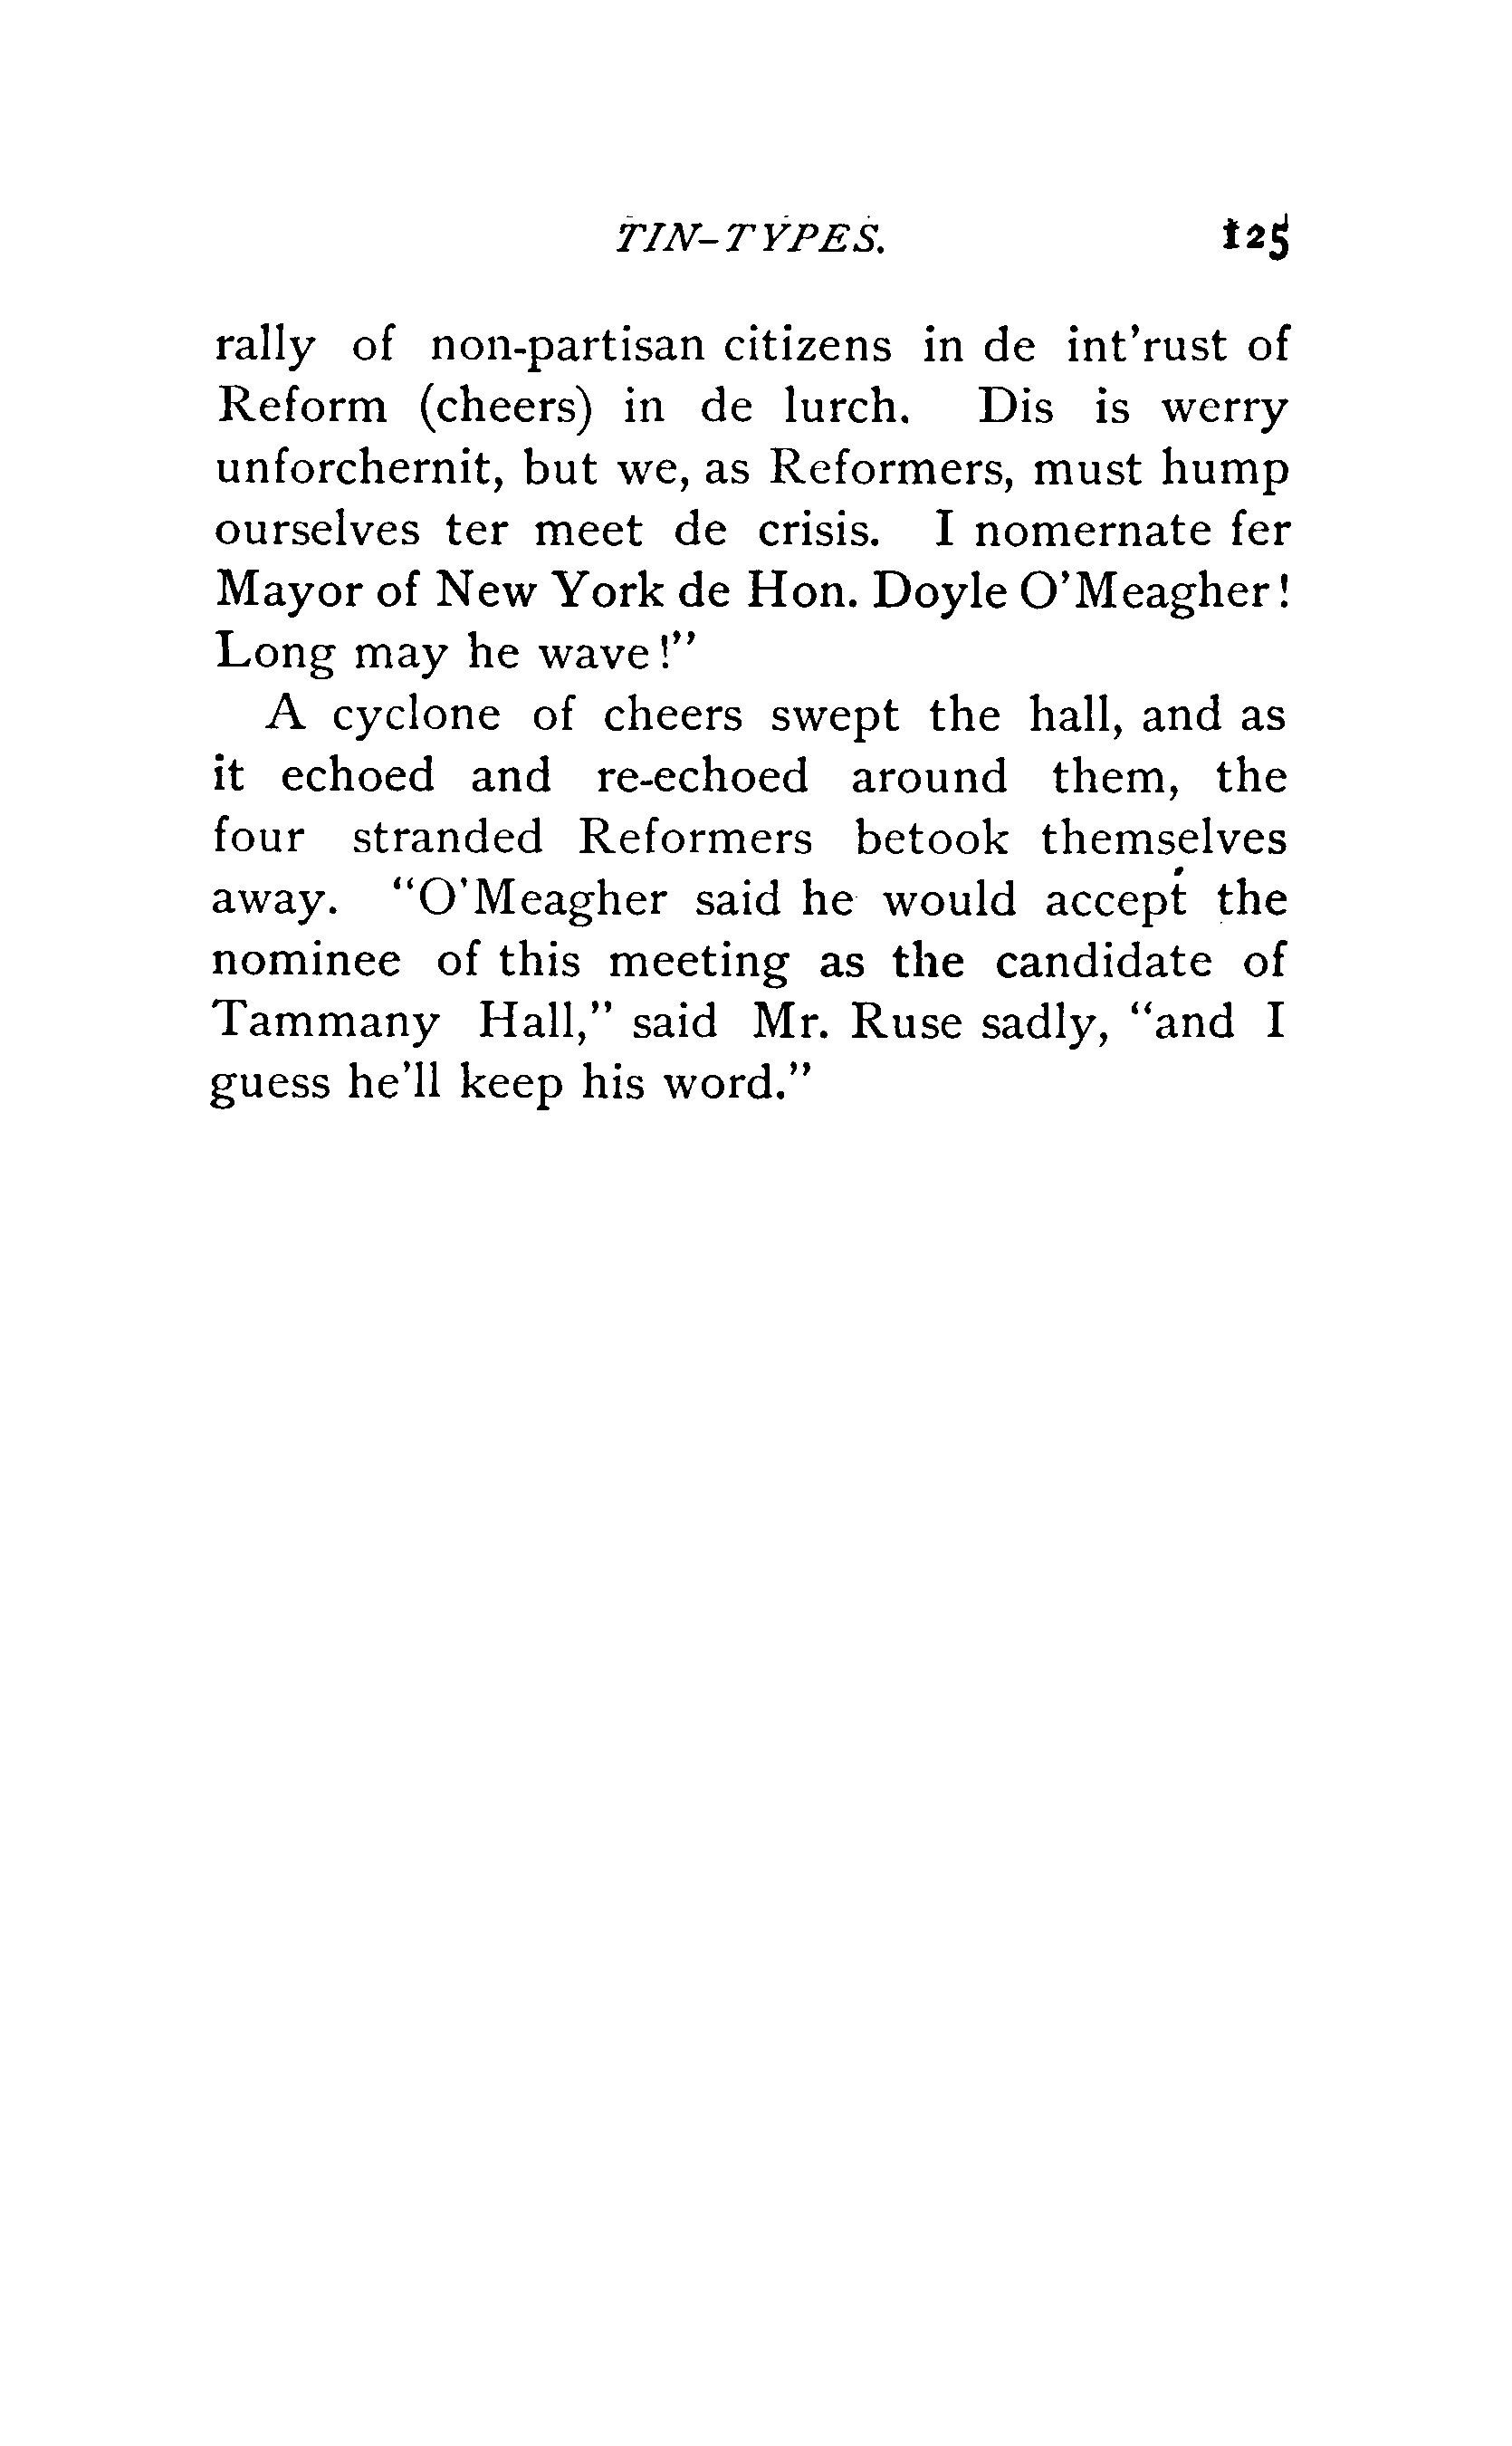 TIN-TYPES. 125
rally of non-partisan citizens in de int'rust of
Reform (cheers) in de lurch. Dis is werry
unforchernit, but we, as Reformers, must hump
ourselves ter meet de crisis. I nomernate fer
Mayor of New York de Hon. Doyle O'Meagher!
Long may he wave!"
A cyclone of cheers swept the hall, and as
it echoed and re-echoed around them, the
four stranded Reformers betook themselves
away. "O'Meagher said he would accept the
nominee of this meeting as the candidate of
Tammany Hall," said Mr. Ruse sadly, "and I
guess he'll keep his word."